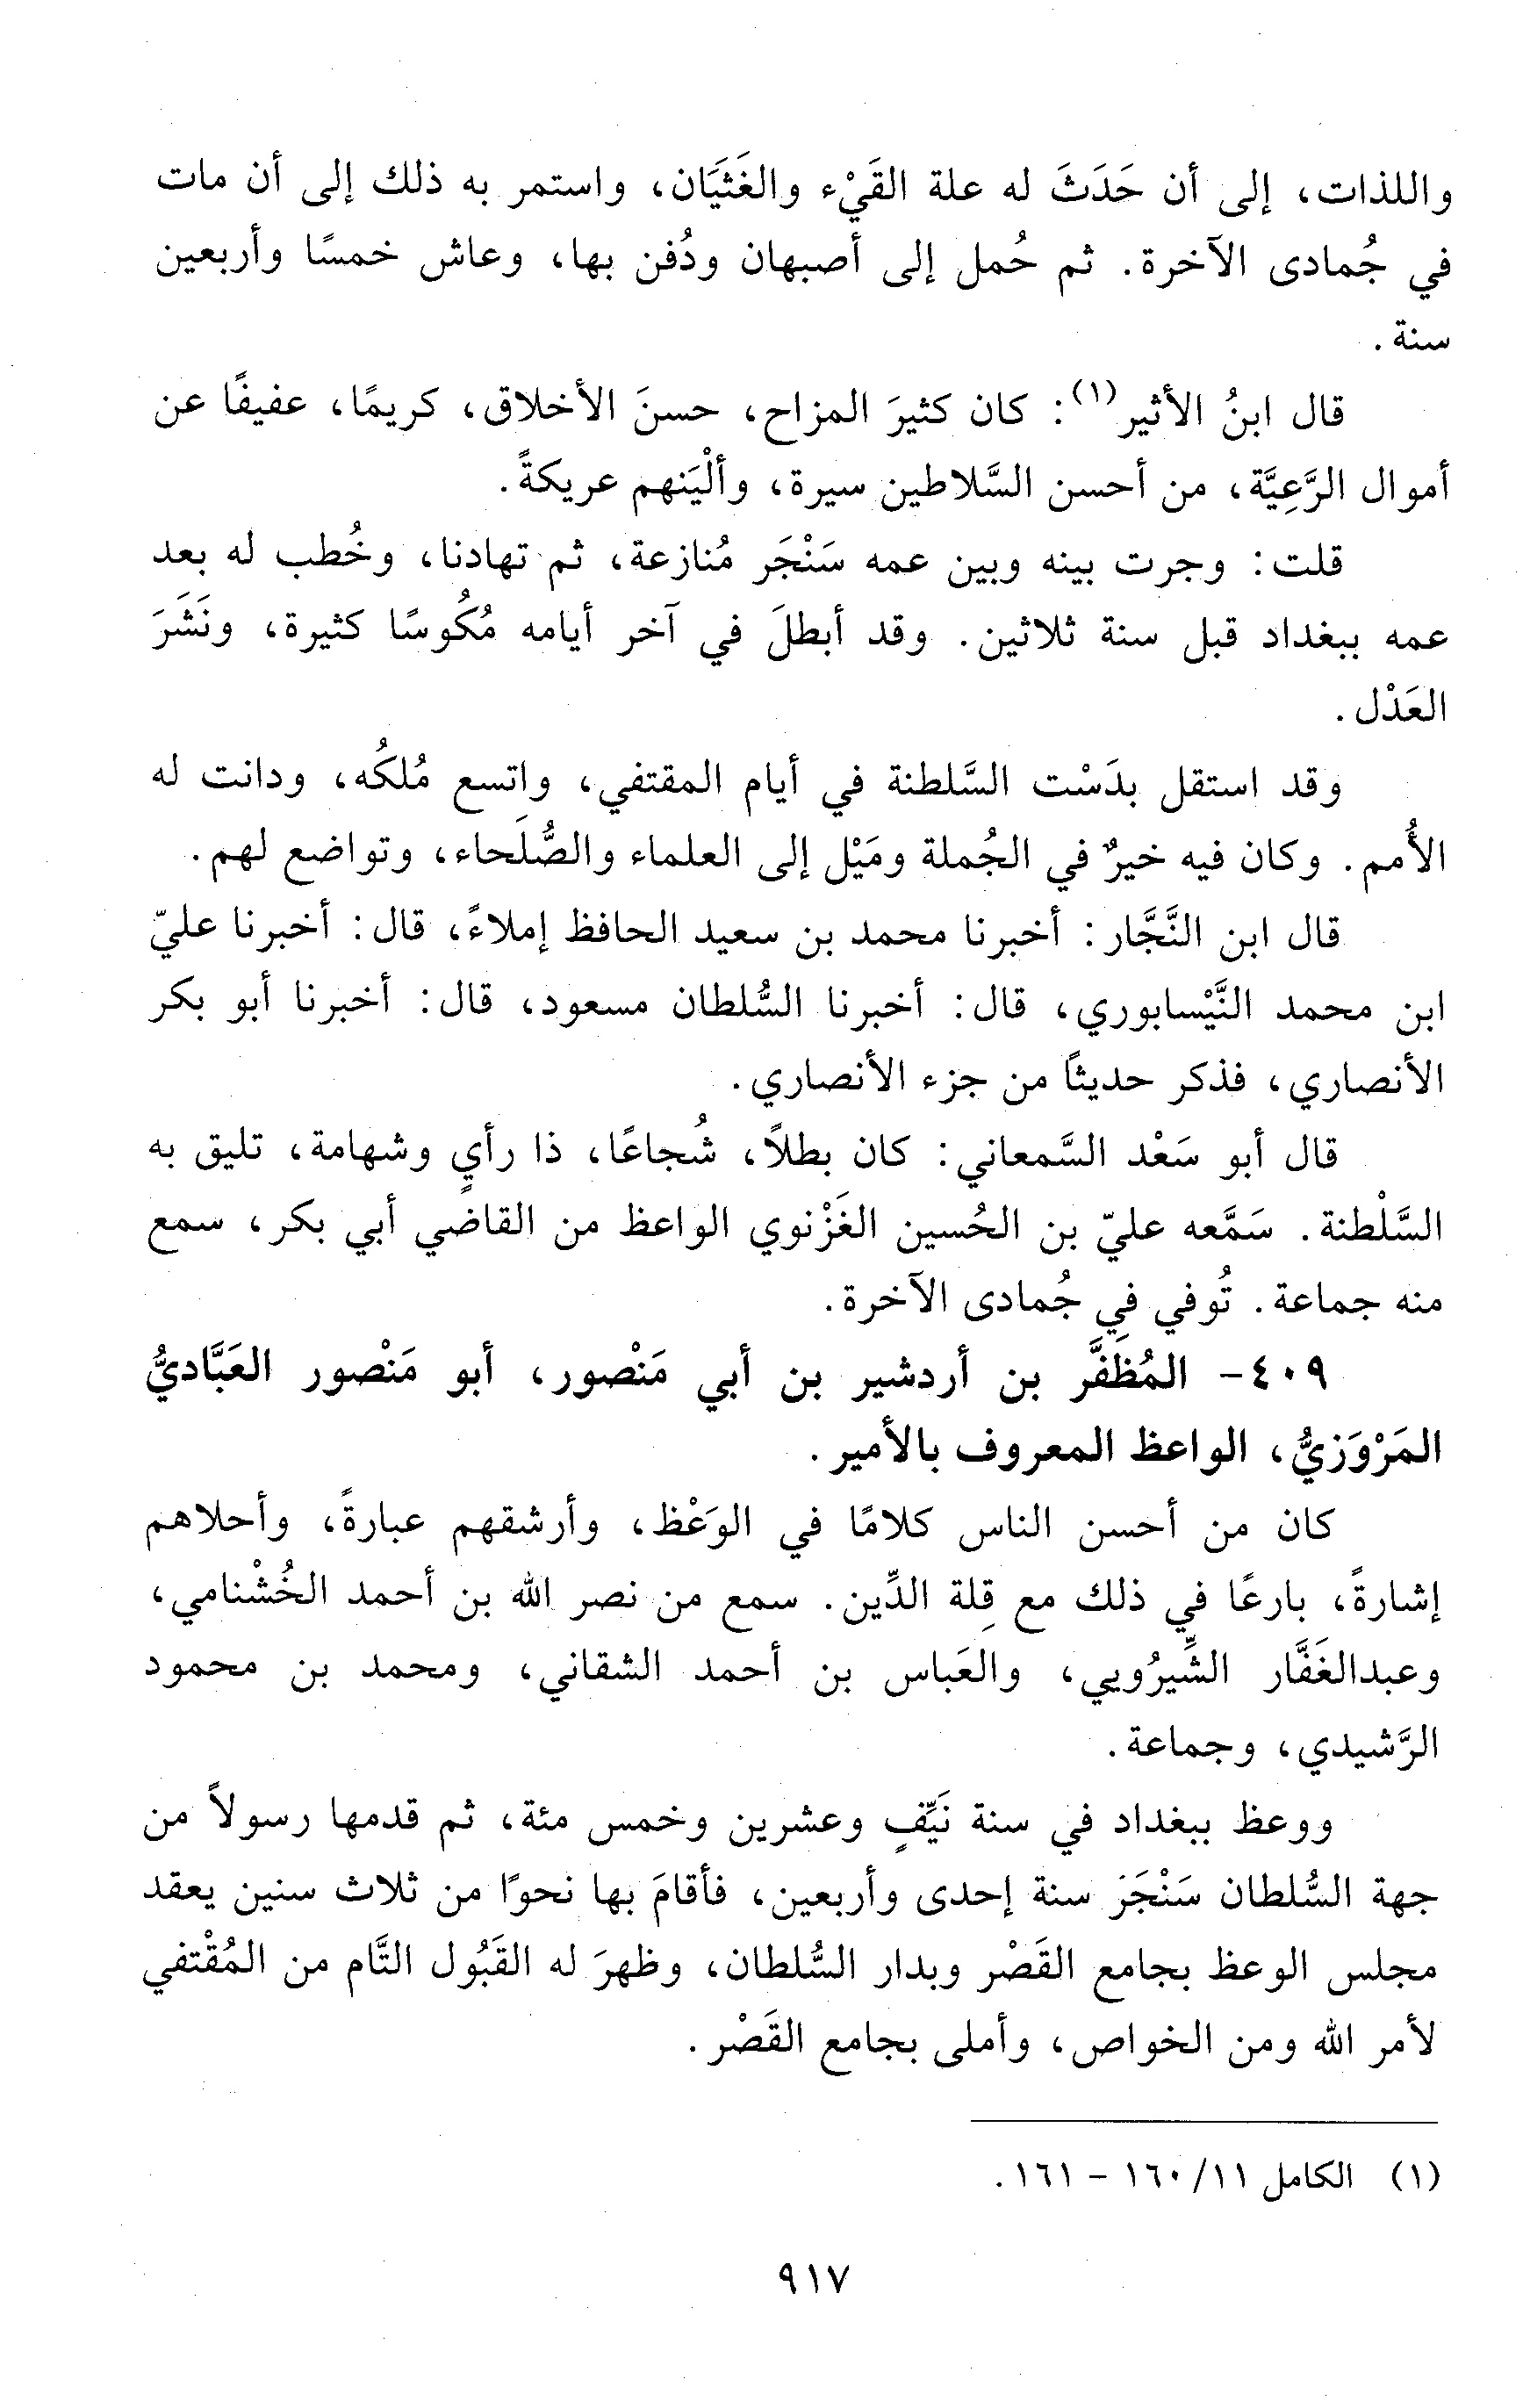 واللذات، إلى أن حَدَثَ له علة القَيْء والغَثَيَان، واستمر به ذلك إلى أن مات
في جُمادى الآخرة. ثم حُمل إلى أصبهان ودُفن بها، وعاش خمسًا وأربعين
سنة.
قال ابنُ الأثير(١): كان كثيرَ المزاح، حسنَ الأخلاق، كريمًا، عفيفًا عن
أموال الرَّعِيَّة، من أحسن السَّلاطين سيرة، وألْيَنهم عريكةً.
قلت: وجرت بينه وبين عمه سَنْجَر مُنازعة، ثم تهادنا، وخُطب له بعد
عمه ببغداد قبل سنة ثلاثين. وقد أبطلَ في آخر أيامه مُكُوسًا كثيرة، ونَشَرَ
العَدْل.
وقد استقل بدَسْت السَّلطنة في أيام المقتفي، واتسع مُلكُه، ودانت له
الأُمم. وكان فيه خيرٌ في الجُملة ومَيْل إلى العلماء والصُّلَحاء، وتواضع لهم.
قال ابن النَّجَّار: أخبرنا محمد بن سعيد الحافظ إملاءً، قال: أخبرنا عليّ
ابن محمد النَّيْسابوري، قال: أخبرنا السُّلطان مسعود، قال: أخبرنا أبو بكر
الأنصاري، فذكر حديثًا من جزء الأنصاري.
قال أبو سَعْد السَّمعاني: كان بطلاً، شُجاعًا، ذا رأيٍ وشهامة، تليق به
السَّلْطنة. سَمَّعه عليّ بن الحُسين الغَزْنوي الواعظ من القاضي أبي بكر، سمع
منه جماعة. تُوفي في جُمادى الآخرة.
٤٠٩- المُظَفَّر بن أردشير بن أبي مَنْصور، أبو مَنْصور العَبَّاديُّ
المَرْوَزيُّ، الواعظ المعروف بالأمير.
كان من أحسن الناس كلامًا في الوَعْظ، وأرشقهم عبارةً، وأحلاهم
إشارةً، بارعًا في ذلك مع قِلة الدِّين. سمع من نصر الله بن أحمد الخُشْنامي،
وعبدالغَفَّار الشِّيرُويي، والعَباس بن أحمد الشقاني، ومحمد بن محمود
الرَّشيدي، وجماعة.
ووعظ ببغداد في سنة نَيِّفٍ وعشرين وخمس مئة، ثم قدمها رسولاً من
جهة السُّلطان سَنْجَرَ سنة إحدى وأربعين، فأقامَ بها نحوًا من ثلاث سنين يعقد
مجلس الوعظ بجامع القَصْر وبدار السُّلطان، وظهرَ له القَبُول التَّام من المُقْتفي
لأمر الله ومن الخواص، وأملى بجامع القَصْر.
(١) الكامل ١١/ ١٦٠ - ١٦١.
٩١٧